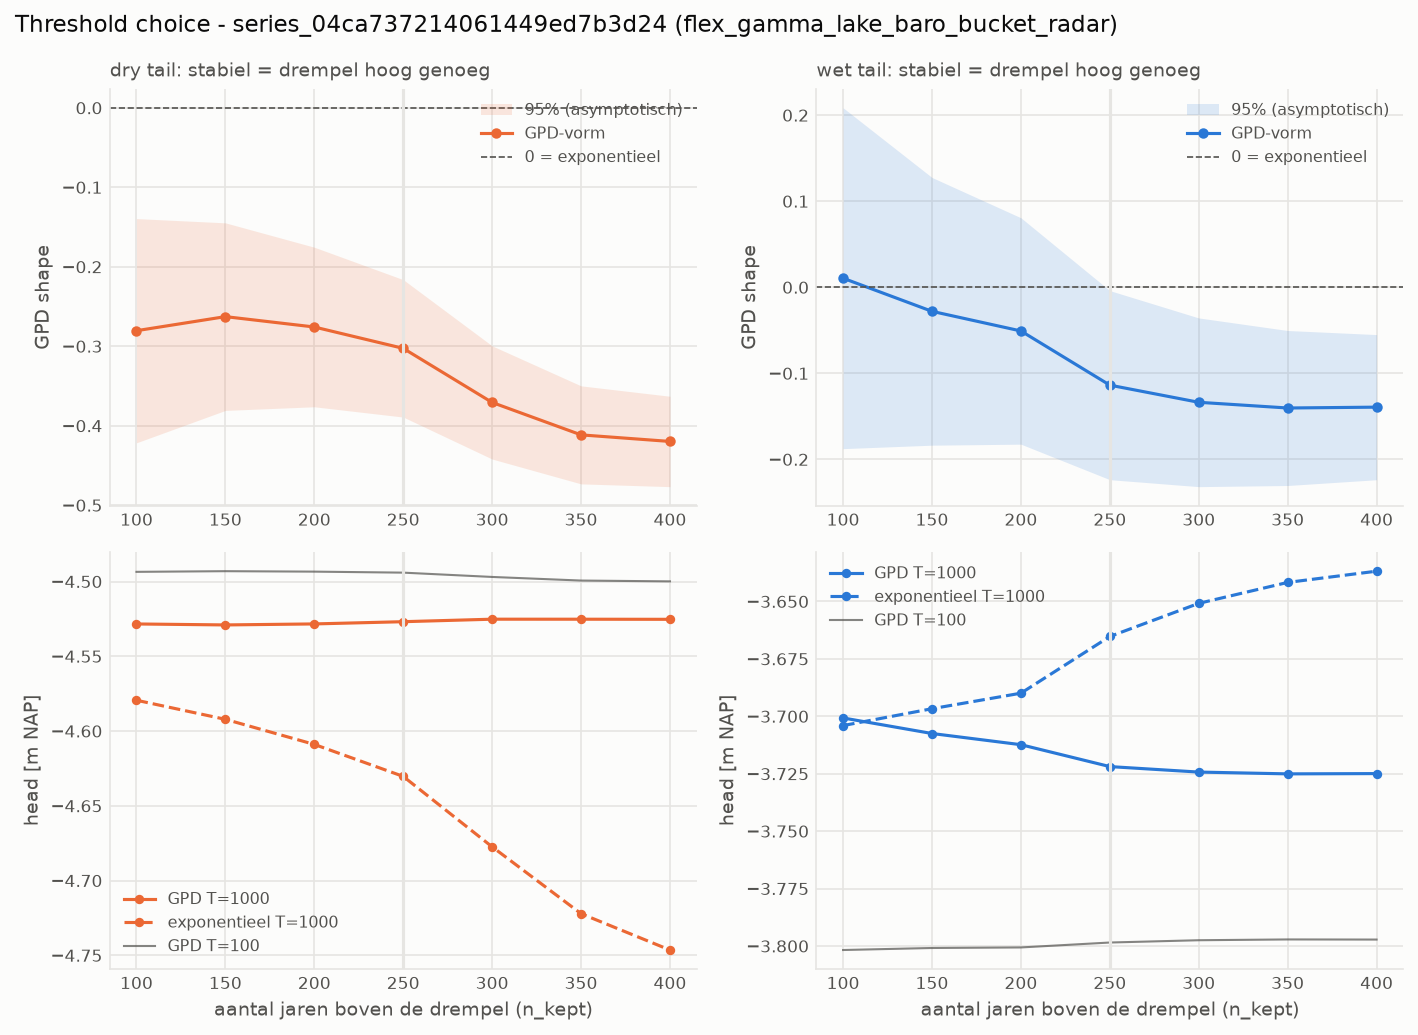 Threshold choice - series_04ca737214061449ed7b3d24 (flex_gamma_lake_baro_bucket_radar)
dry tail: stabiel = drempel hoog genoeg
GPD shape
0.0
−0.1
−0.2
−0.3
−0.4
−0.5
95% (asymptotisch)
GPD-vorm
0 = exponentieel
100 150 200 250 300 350 400
wet tail: stabiel = drempel hoog genoeg
GPD shape
0.2
0.1
0.0
−0.1
−0.2
95% (asymptotisch)
GPD-vorm
0 = exponentieel
100 150 200 250 300 350 400
head [m NAP]
−4.50
−4.55
−4.60
−4.65
−4.70
−4.75
GPD T=1000
exponentieel T=1000
GPD T=100
100 150 200 250 300 350 400
aantal jaren boven de drempel (n_kept)
head [m NAP]
−3.650
−3.675
−3.700
−3.725
−3.750
−3.775
−3.800
GPD T=1000
exponentieel T=1000
GPD T=100
100 150 200 250 300 350 400
aantal jaren boven de drempel (n_kept)